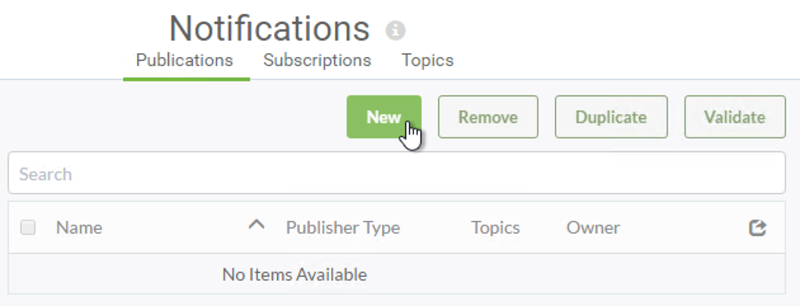 Notifications
Publications Subscriptions Topics
New Remove Duplicate Validate
Search
Name Publisher Type Topics Owner
No Items Available